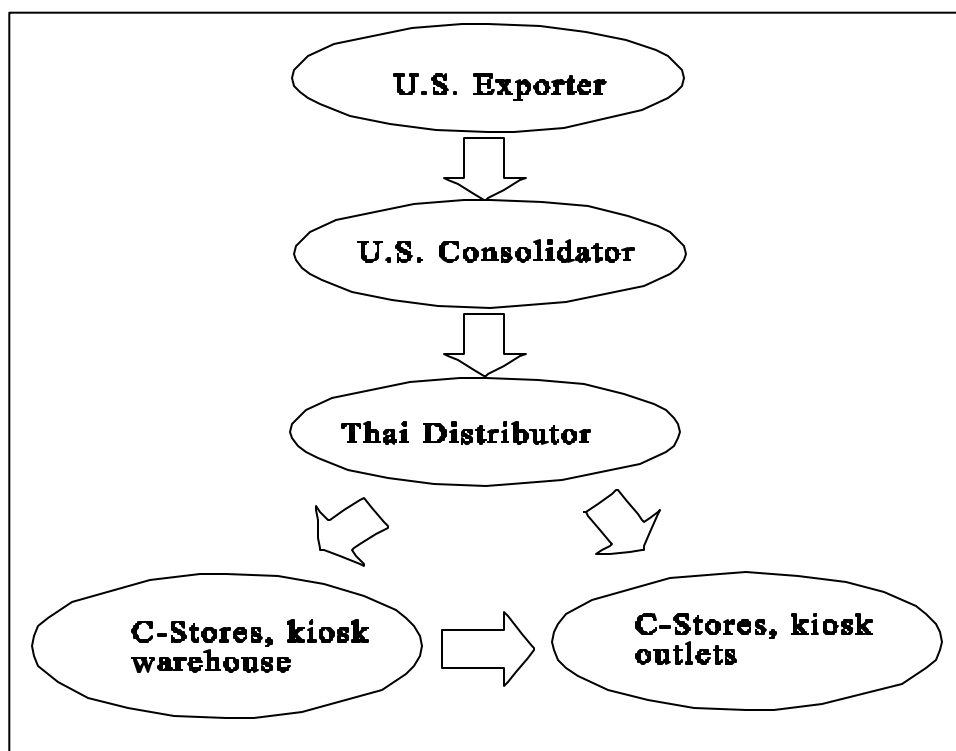 U.S. Exporter
U.S. Consolidator
Thai Distributor
C-Stores, kiosk
warehouse
C-Stores, kiosk
outlets